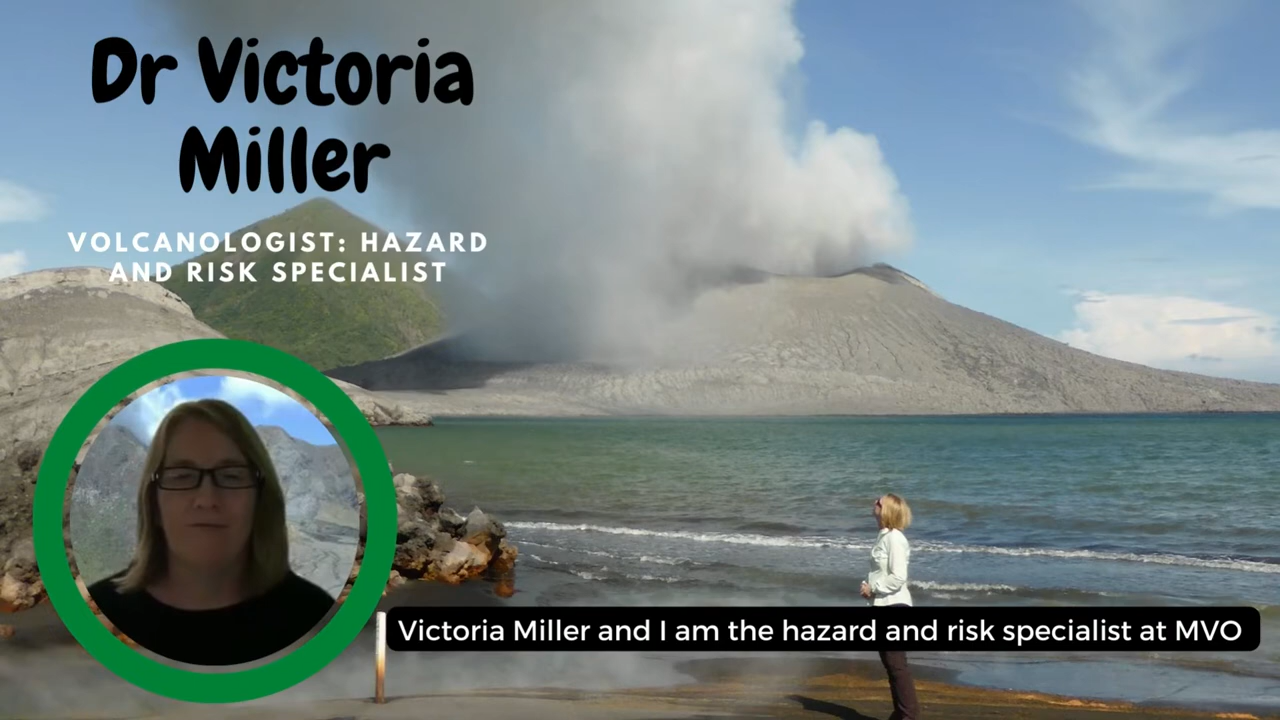 Dr Victoria
Miller
VOLCANOLOGIST: HAZARD
AND RISK SPECIALIST
Victoria Miller and I am the hazard and risk specialist at MVO